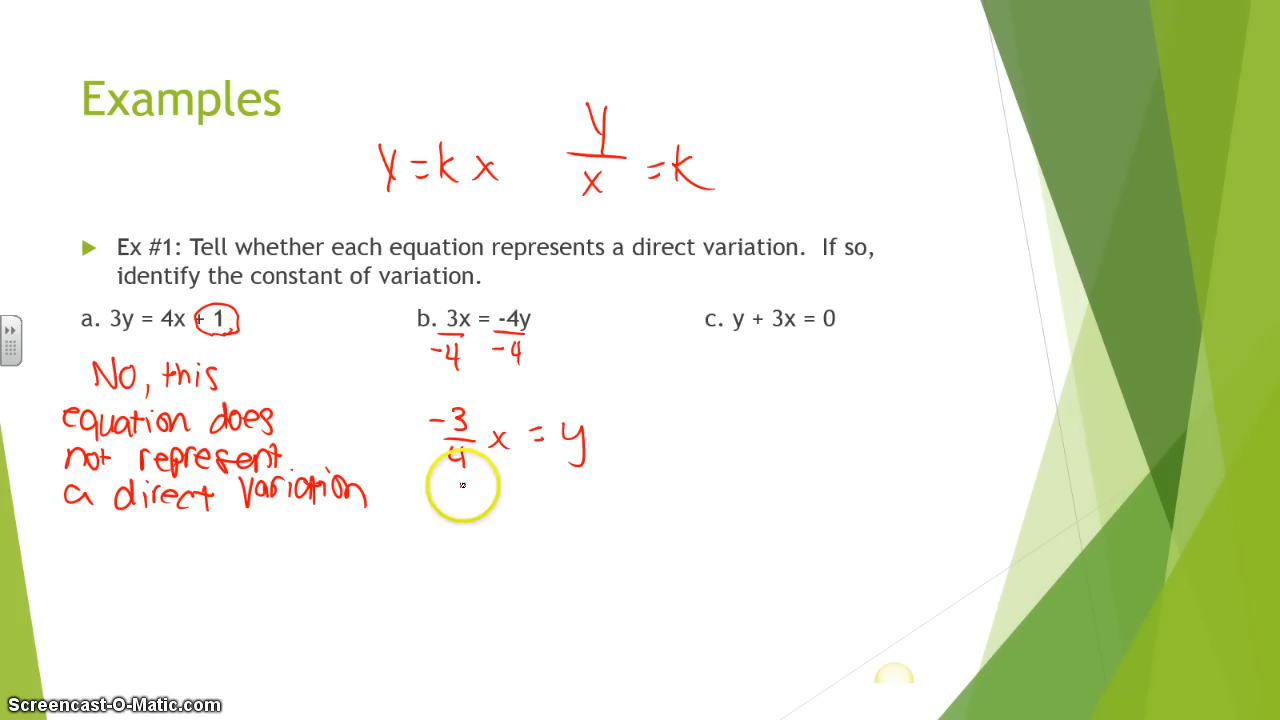 Examples
y = k x
y/x = k
Ex #1: Tell whether each equation represents a direct variation. If so,
identify the constant of variation.
a. 3y = 4x + 1
b. 3x = -4y
c. y + 3x = 0
-4 -4
No, this
equation does
not represent
a direct variation
-3/4 x = y
Screencast-O-Matic.com